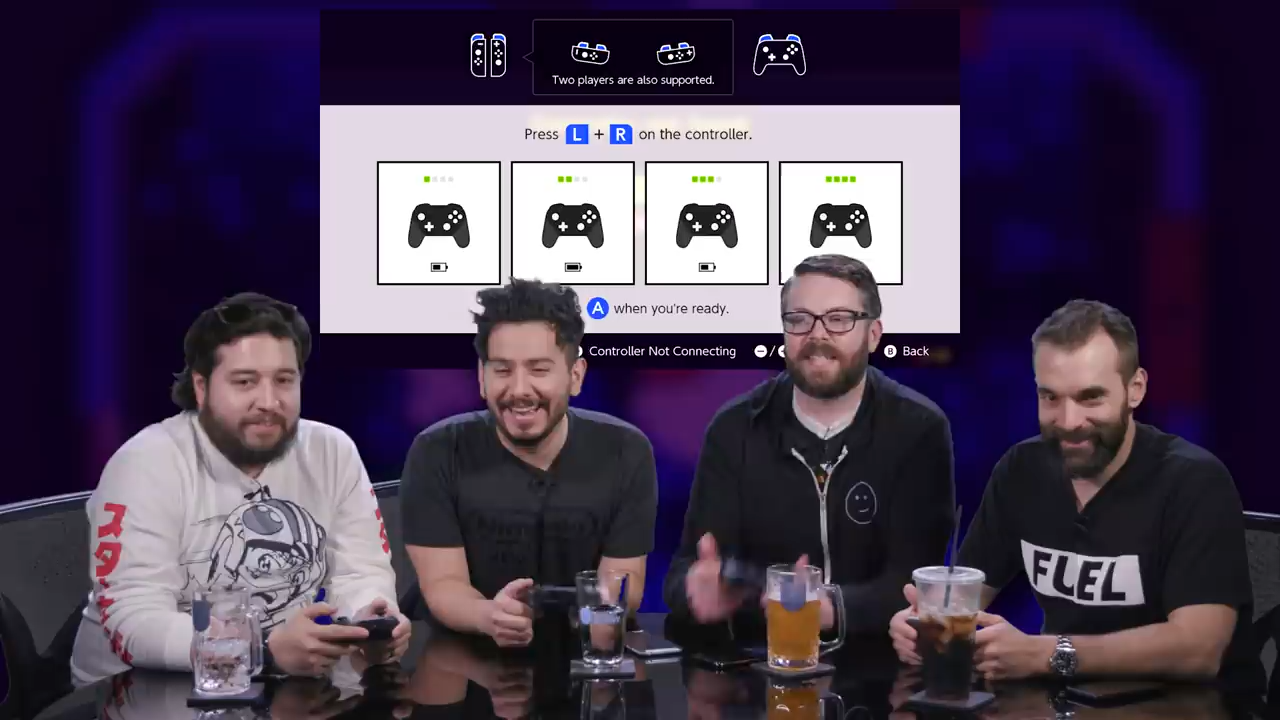 Two players are also supported.
Press L + R on the controller.
A when you're ready.
Controller Not Connecting
B Back
FUEL